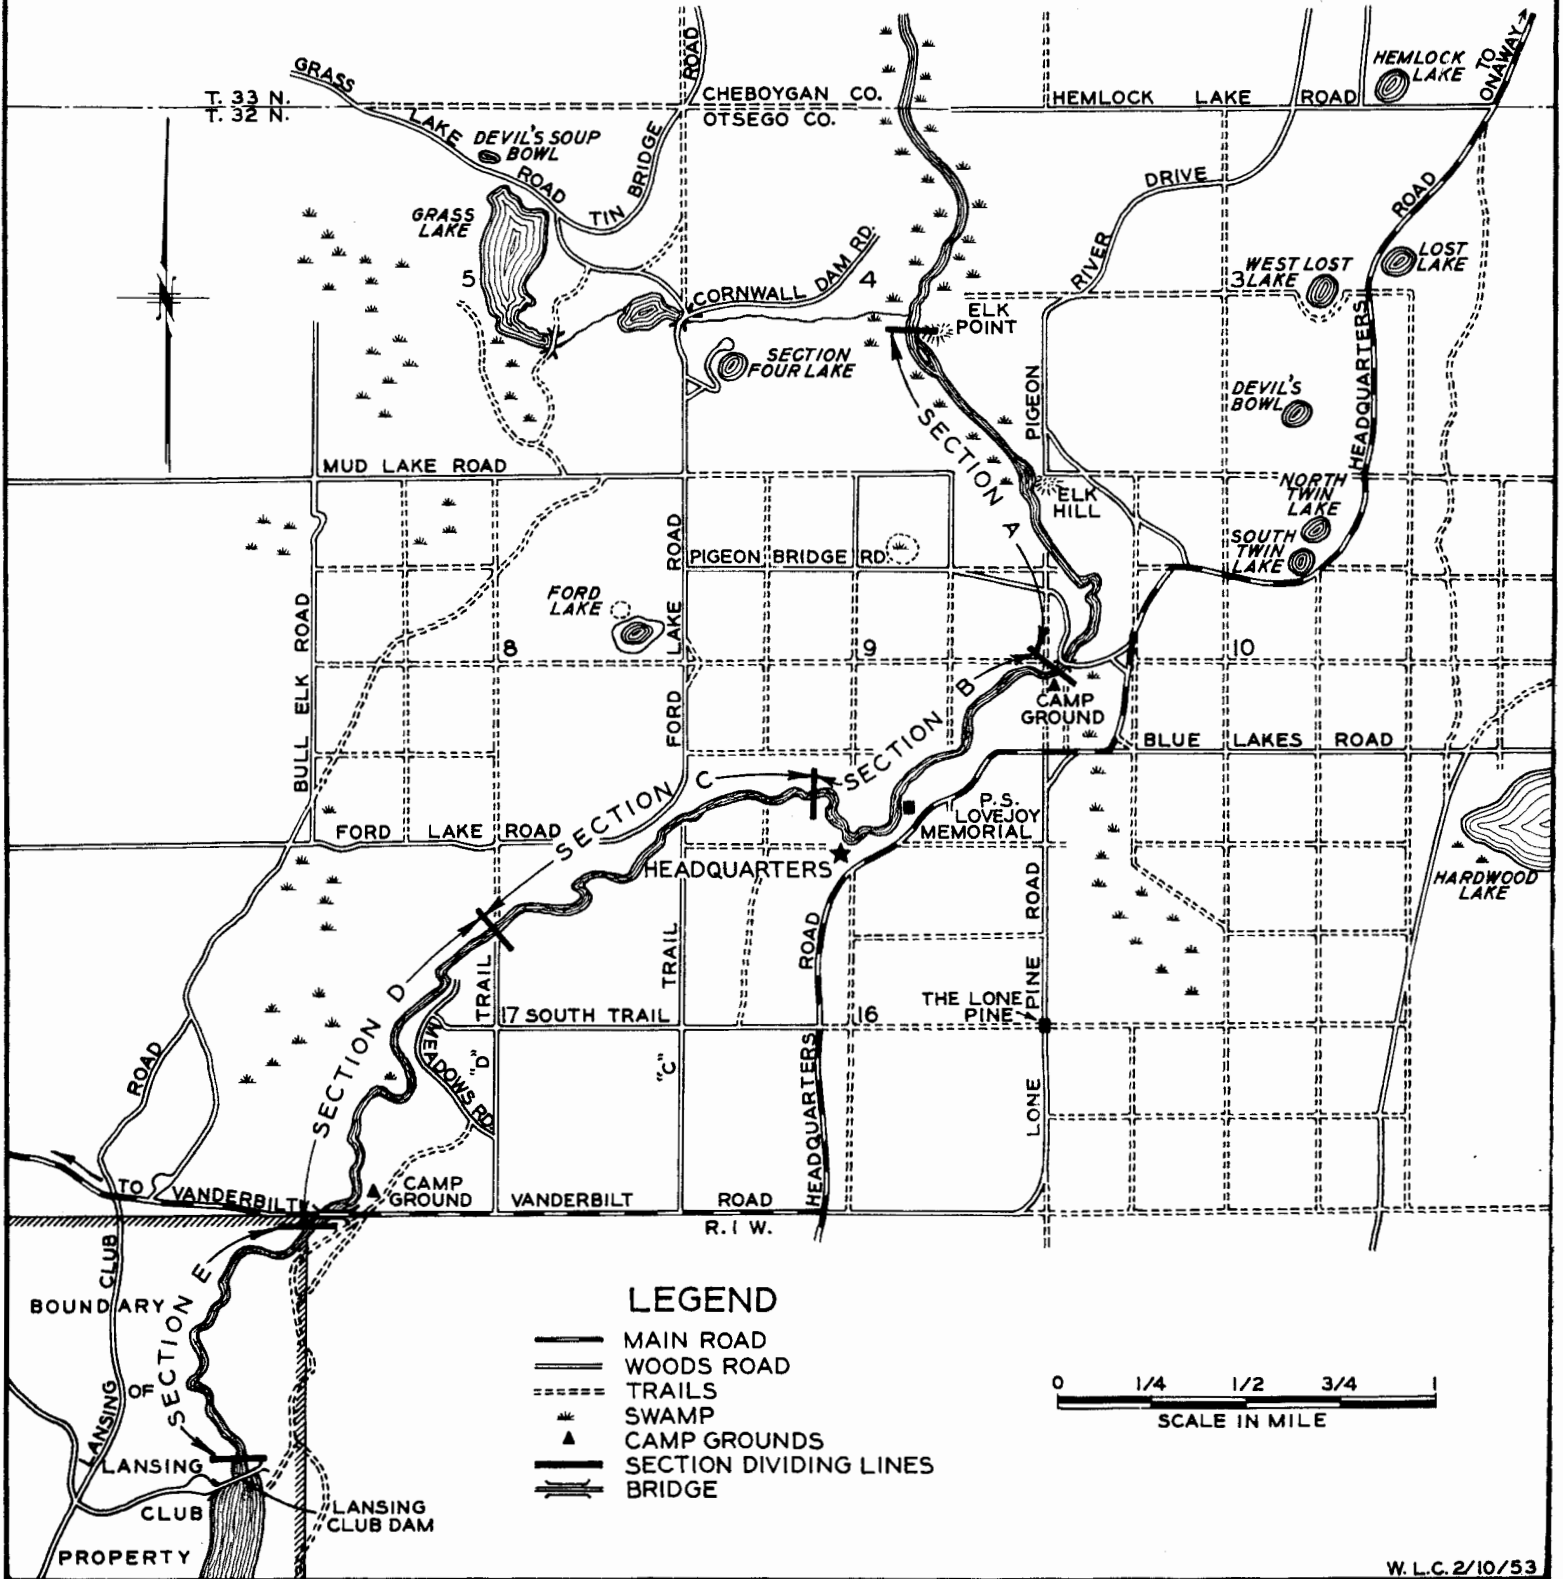 GRASS
LAKE
ROAD
T. 33 N.
T. 32 N.
DEVIL'S SOUP
BOWL
TIN BRIDGE
ROAD
CHEBOYGAN CO.
OTSEGO CO.
HEMLOCK LAKE ROAD
HEMLOCK
LAKE
TO
ONAWAY
GRASS
LAKE
5
CORNWALL DAM RD.
4
ELK
POINT
RIVER
DRIVE
ROAD
WEST LOST
3 LAKE
LOST
LAKE
SECTION
FOUR LAKE
SECTION A
PIGEON
DEVIL'S
BOWL
HEADQUARTERS
MUD LAKE ROAD
ELK
HILL
NORTH
TWIN
LAKE
SOUTH
TWIN
LAKE
PIGEON BRIDGE RD.
FORD
LAKE
BULL ELK ROAD
8
FORD LAKE ROAD
9
10
SECTION B
CAMP
GROUND
BLUE LAKES ROAD
SECTION C
P.S.
LOVEJOY
MEMORIAL
FORD LAKE ROAD
HEADQUARTERS
HARDWOOD
LAKE
SECTION D
TRAIL
"D"
TRAIL
"C"
17 SOUTH TRAIL
ROAD
HEADQUARTERS
16
THE LONE
PINE
LONE PINE ROAD
MEADOWS RD.
ROAD
TO VANDERBILT
CAMP
GROUND
VANDERBILT ROAD
R. I W.
CLUB
LANSING
SECTION E
BOUNDARY
OF
LANSING
CLUB
PROPERTY
LANSING
CLUB DAM
LEGEND
MAIN ROAD
WOODS ROAD
TRAILS
SWAMP
CAMP GROUNDS
SECTION DIVIDING LINES
BRIDGE
0 1/4 1/2 3/4 1
SCALE IN MILE
W. L.C. 2/10/53